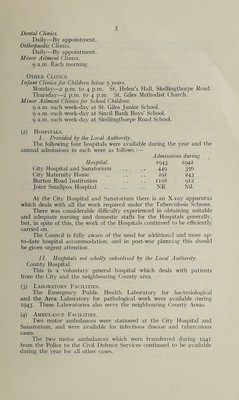 3
Dental Clinics.
Daily—By appointment.
Orthopaedic Clinics.
Daily—By appointment.
Minor Ailment Clinics.
9 a.m. Each morning.
OTHER CLINICS.
Infant Clinics for Children below 5 years.
Monday—2 p.m. to 4 p.m. St. Helen's Hall, Skellingthorpe Road.
Thursday—2 p.m. to 4 p.m. St. Giles Methodist Church.
Minor Ailment Clinics for School Children.
9 a.m. each week-day at St. Giles Junior School.
9 a.m. each week-day at Sincil Bank Boys' School.
9 a.m. each week-day at Skellingthorpe Road School.
(2) HOSPITALS.
I. Provided by the Local Authority.
The following four hospitals were available during the year and the
annual admissions in each were as follows :—
Admissions during
Hospital. 1943 1942
City Hospital and Sanatorium .. .. 449 356
City Maternity Home .. .. .. 292 243
Burton Road Institution .. .. 1108 912
Joint Smallpox Hospital .. .. Nil. Nil.
At the City Hospital and Sanatorium there is an X-ray apparatus
which deals with all the work required under the Tuberculosis Scheme.
There was considerable difficulty experienced in obtaining suitable
and adequate nursing and domestic staffs for the Hospitals generally,
but, in spite of this, the work of the Hospitals continued to be efficiently
carried on.
The Council is fully aware of the need for additional and more up-
to-date hospital accommodation, and in post-war planning this should
be given urgent attention.
II. Hospitals not wholly subsidised by the Local Authority.
County Hospital.
This is a voluntary general hospital which deals with patients
from the City and the neighbouring County area.
(3) LABORATORY FACILITIES.
The Emergency Public Health Laboratory for bacteriological
and the Area Laboratory for pathological work were available during
1943. These Laboratories also serve the neighbouring County Areas.
(4) AMBULANCE FACILITIES.
Two motor ambulances were stationed at the City Hospital and
Sanatorium, and were available for infectious disease and tuberculous
cases.
The two motor ambulances which were transferred during 1941
from the Police to the Civil Defence Services continued to be available
during the year for all other cases.